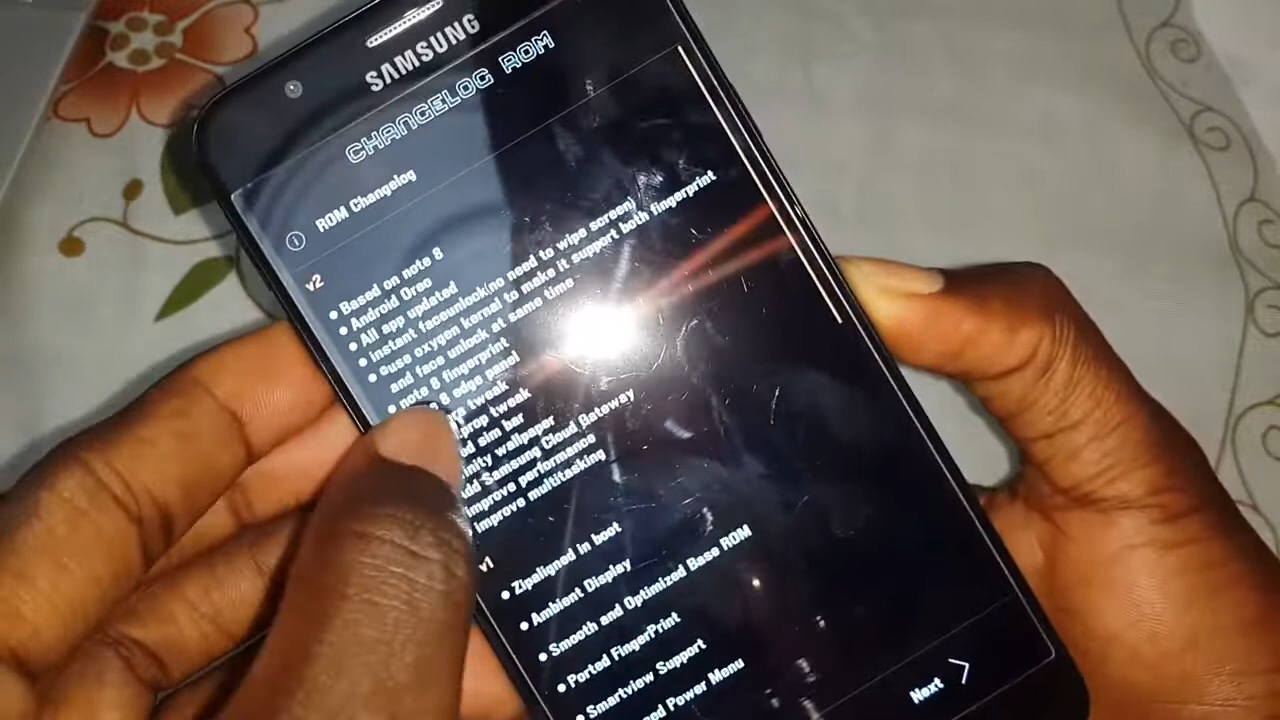 SAMSUNG
CHANGELOG ROM
ROM Changelog
v2
• Based on note 8
• Android Oreo
• All app updated
• instant faceunlock(no need to wipe screen)
• use oxygen kernal to make it support both fingerprint
and face unlock at same time
• note 8 fingerprint
8 edge panel
tweak
prop tweak
sim bar
wallpaper
Samsung Cloud Gateway
improve performance
improve multitasking
v1
• Zipaligned in boot
• Ambient Display
• Smooth and Optimized Base ROM
• Ported FingerPrint
• Smartview Support
Power Menu
Next